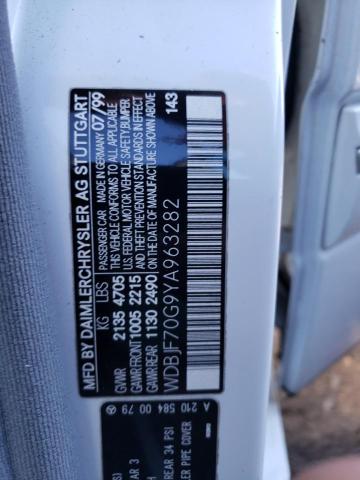 MFD BY DAIMLERCHRYSLER AG STUTTGART
PASSENGER CAR MADE IN GERMANY 07/99
KG LBS
GVWR 2135 4705
GAWR FRONT 1005 2215
GAWR REAR 1130 2490
THIS VEHICLE CONFORMS TO ALL APPLICABLE
U.S. FEDERAL MOTOR VEHICLE SAFETY, BUMPER,
AND THEFT PREVENTION STANDARDS IN EFFECT
ON THE DATE OF MANUFACTURE SHOWN ABOVE.
WDBJF70G9YA963282 143
A 210 584 00 79
REAR 34 PSI
PIPE COVER